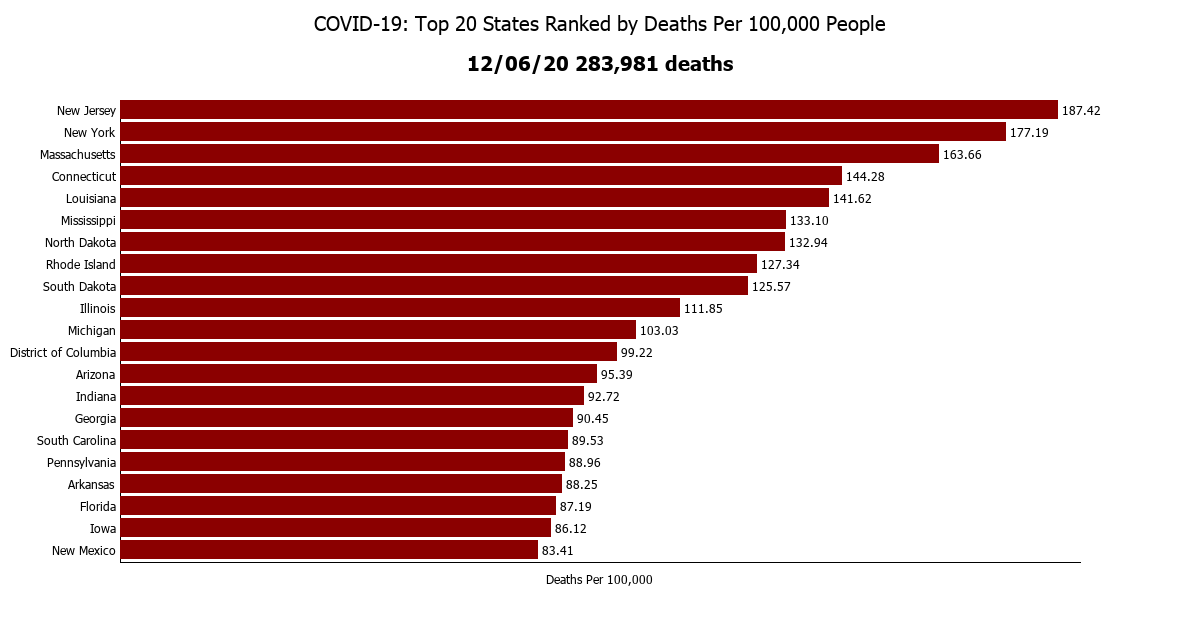 COVID-19: Top 20 States Ranked by Deaths Per 100,000 People
12/06/20 283,981 deaths
New Jersey 187.42
New York 177.19
Massachusetts 163.66
Connecticut 144.28
Louisiana 141.62
Mississippi 133.10
North Dakota 132.94
Rhode Island 127.34
South Dakota 125.57
Illinois 111.85
Michigan 103.03
District of Columbia 99.22
Arizona 95.39
Indiana 92.72
Georgia 90.45
South Carolina 89.53
Pennsylvania 88.96
Arkansas 88.25
Florida 87.19
Iowa 86.12
New Mexico 83.41
Deaths Per 100,000